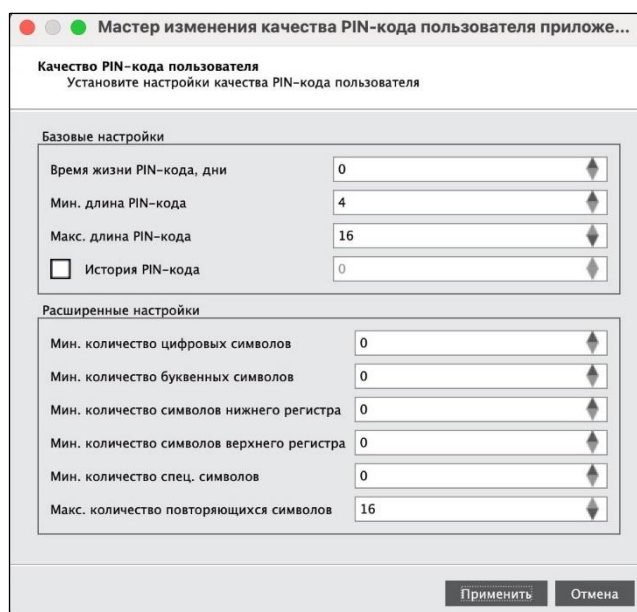 Мастер изменения качества PIN-кода пользователя приложе...
Качество PIN-кода пользователя
Установите настройки качества PIN-кода пользователя
Базовые настройки
Время жизни PIN-кода, дни 0
Мин. длина PIN-кода 4
Макс. длина PIN-кода 16
История PIN-кода 0
Расширенные настройки
Мин. количество цифровых символов 0
Мин. количество буквенных символов 0
Мин. количество символов нижнего регистра 0
Мин. количество символов верхнего регистра 0
Мин. количество спец. символов 0
Макс. количество повторяющихся символов 16
Применить Отмена